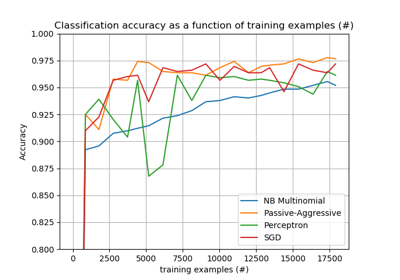 Classification accuracy as a function of training examples (#)
1.000
0.975
0.950
0.925
0.900
0.875
0.850
0.825
0.800
Accuracy
NB Multinomial
Passive-Aggressive
Perceptron
SGD
0 2500 5000 7500 10000 12500 15000 17500
training examples (#)